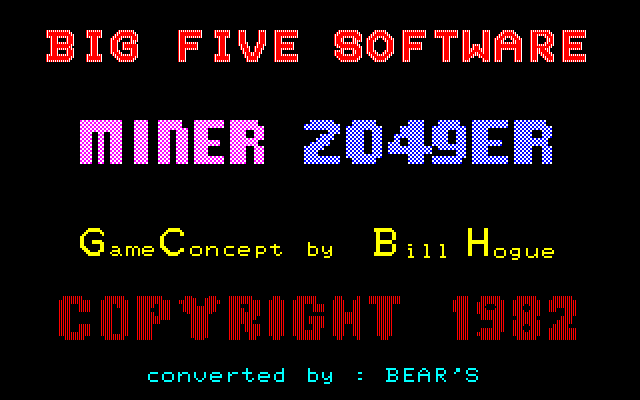 BIG FIVE SOFTWARE
MINER 2049ER
GameConcept by Bill Hogue
COPYRIGHT 1982
converted by : BEAR'S